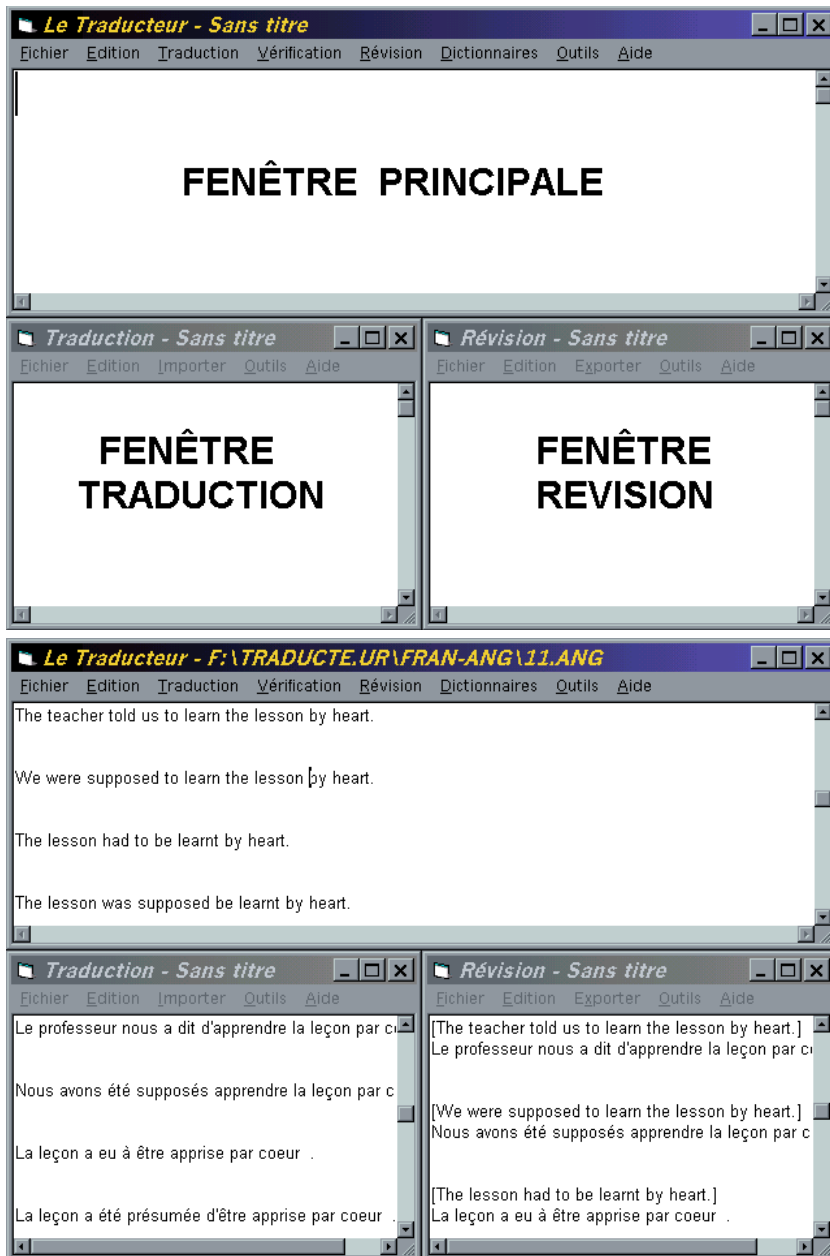 Le Traducteur - Sans titre
Fichier Edition Traduction Vérification Révision Dictionnaires Outils Aide
FENÊTRE PRINCIPALE
Traduction - Sans titre
Fichier Edition Importer Outils Aide
FENÊTRE
TRADUCTION
Révision - Sans titre
Fichier Edition Exporter Outils Aide
FENÊTRE
REVISION
Le Traducteur - F:\TRADUCTE.UR\FRAN-ANG\11.ANG
Fichier Edition Traduction Vérification Révision Dictionnaires Outils Aide
The teacher told us to learn the lesson by heart.
We were supposed to learn the lesson by heart.
The lesson had to be learnt by heart.
The lesson was supposed be learnt by heart.
Traduction - Sans titre
Fichier Edition Importer Outils Aide
Le professeur nous a dit d'apprendre la leçon par
Nous avons été supposés apprendre la leçon par c
La leçon a eu à être apprise par coeur .
La leçon a été présumée d'être apprise par coeur .
Révision - Sans titre
Fichier Edition Exporter Outils Aide
[The teacher told us to learn the lesson by heart.]
Le professeur nous a dit d'apprendre la leçon par
[We were supposed to learn the lesson by heart.]
Nous avons été supposés apprendre la leçon par c
[The lesson had to be learnt by heart.]
La leçon a eu à être apprise par coeur .